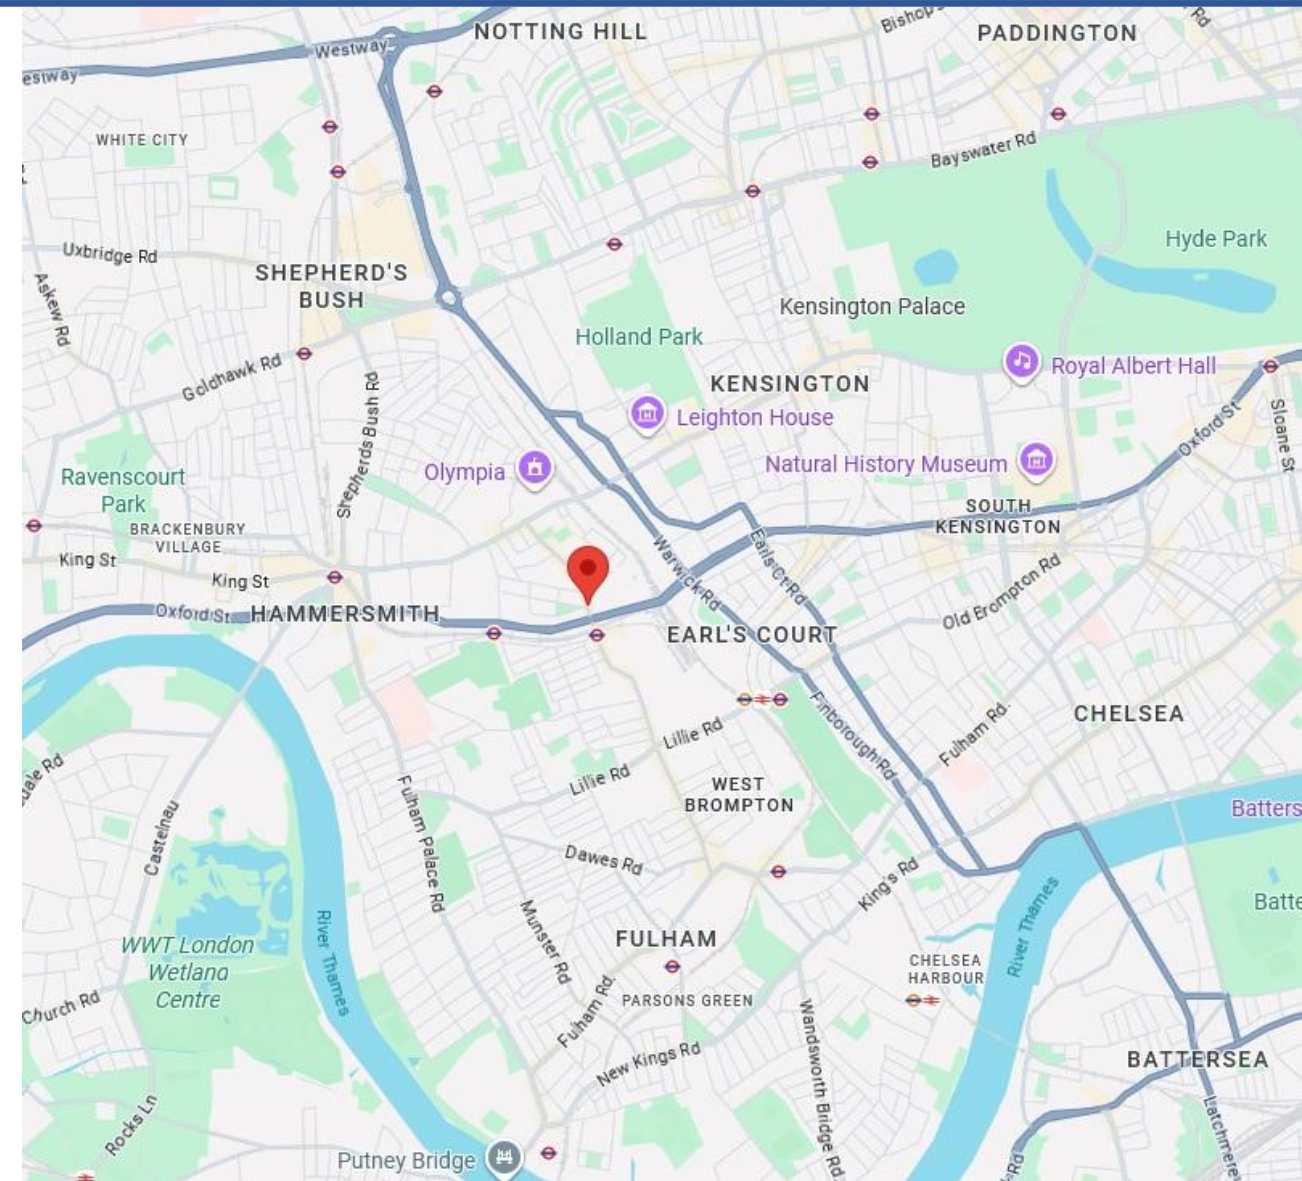 NOTTING HILL
Bishop's
Rd
PADDINGTON
Westway
estway
WHITE CITY
Bayswater Rd
Uxbridge Rd
Hyde Park
SHEPHERD'S
BUSH
Askew Rd
Kensington Palace
Holland Park
Royal Albert Hall
Goldhawk Rd
KENSINGTON
Shepherds Bush Rd
Leighton House
Oxford St
Sloane St
Olympia
Natural History Museum
Ravenscourt
Park
SOUTH
KENSINGTON
BRACKENBURY
VILLAGE
King St
King St
Warwick Rd
Earls Ct Rd
Old Erompton Rd
Oxford St
HAMMERSMITH
EARL'S COURT
Finborough Rd
CHELSEA
Lillie Rd
Fulham Rd.
Lillie Rd
WEST
BROMPTON
dale Rd
Castelnau
Fulham Palace Rd
Batters
Dawes Rd
King's Rd
Batte
River Thames
Munster Rd
FULHAM
River Thames
WWT London
Wetland
Centre
CHELSEA
HARBOUR
Church Rd
PARSONS GREEN
Fulham Rd.
Wandsworth Bridge Rd
New Kings Rd
BATTERSEA
Rocks Ln
Latchmere
Putney Bridge
Rd